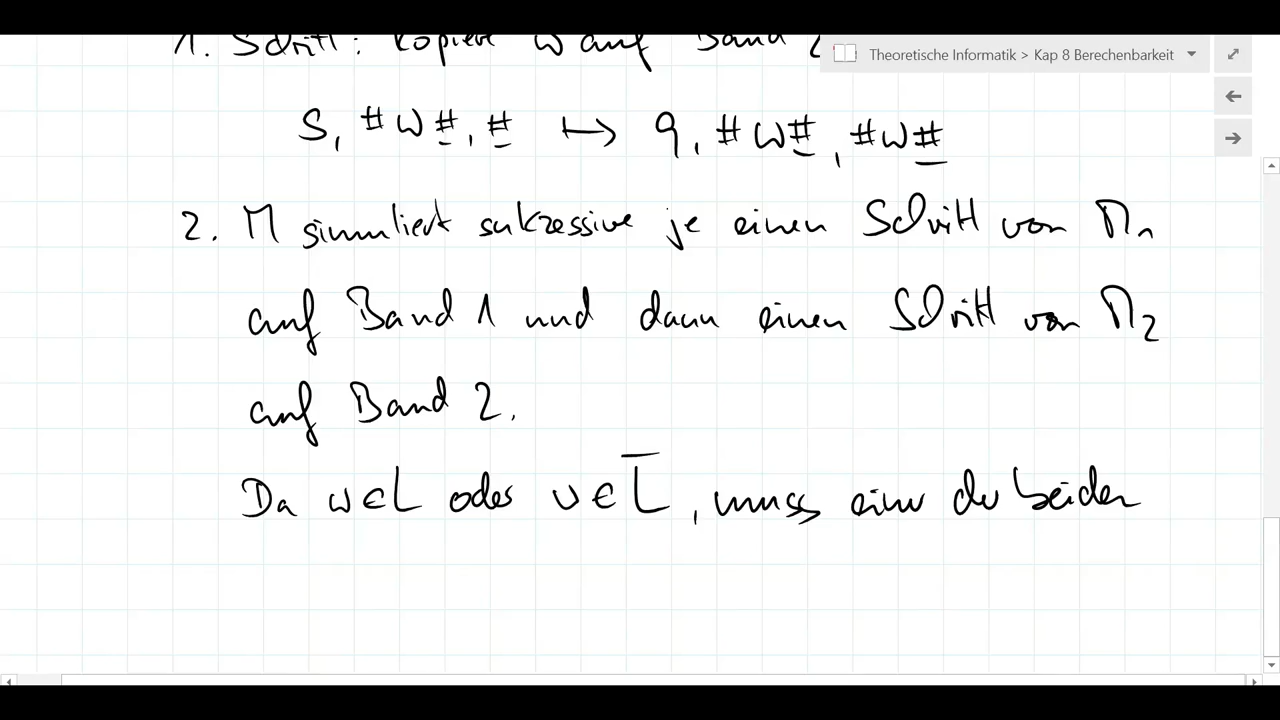 1. Schritt: Kopiere w auf Band 2
Theoretische Informatik > Kap 8 Berechenbarkeit
s, #w#, # ↦ q, #w#, #w#
2. M simuliert sukzessive je einen Schritt von M₁
auf Band 1 und dann einen Schritt von M₂
auf Band 2.
Da w∈L oder w∈L̅, muss einer der beiden